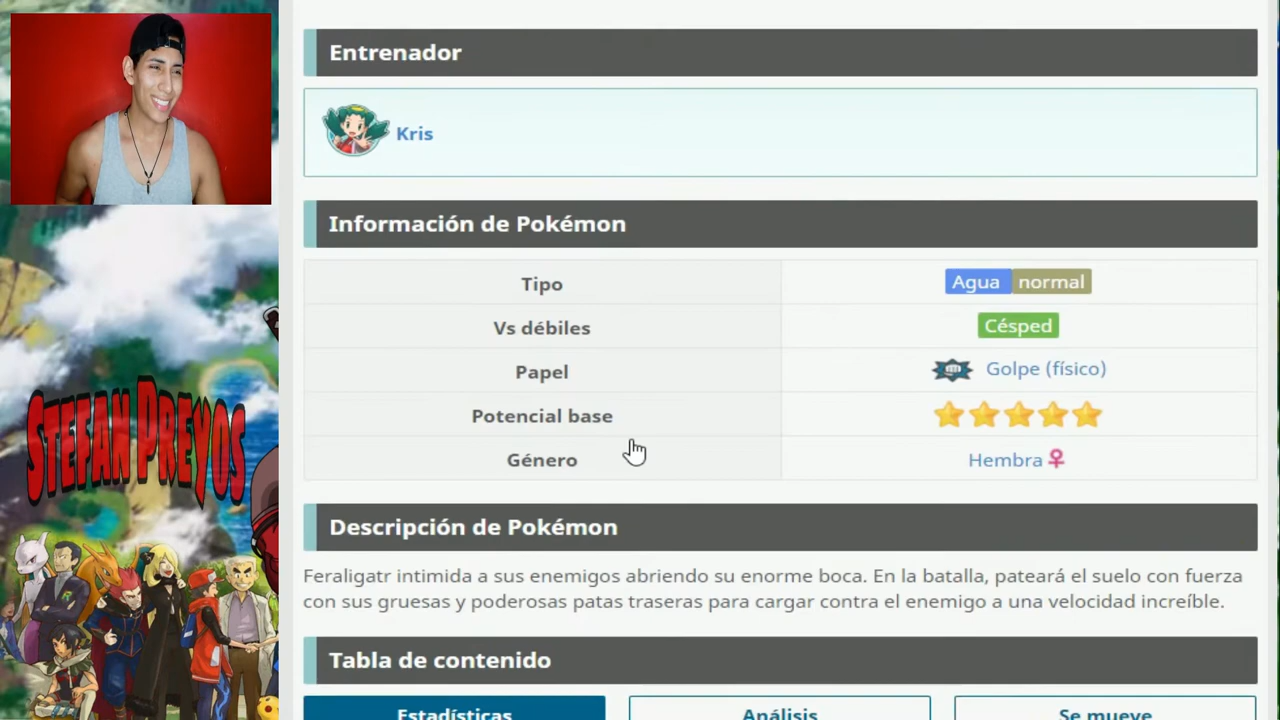 Entrenador
Kris
Información de Pokémon
Tipo Agua normal
Vs débiles Césped
Papel Golpe (físico)
Potencial base
Género Hembra♀
Descripción de Pokémon
Feraligatr intimida a sus enemigos abriendo su enorme boca. En la batalla, pateará el suelo con fuerza
con sus gruesas y poderosas patas traseras para cargar contra el enemigo a una velocidad increíble.
Tabla de contenido
Estadísticas Análisis Se mueve
STEFAN PREYOS